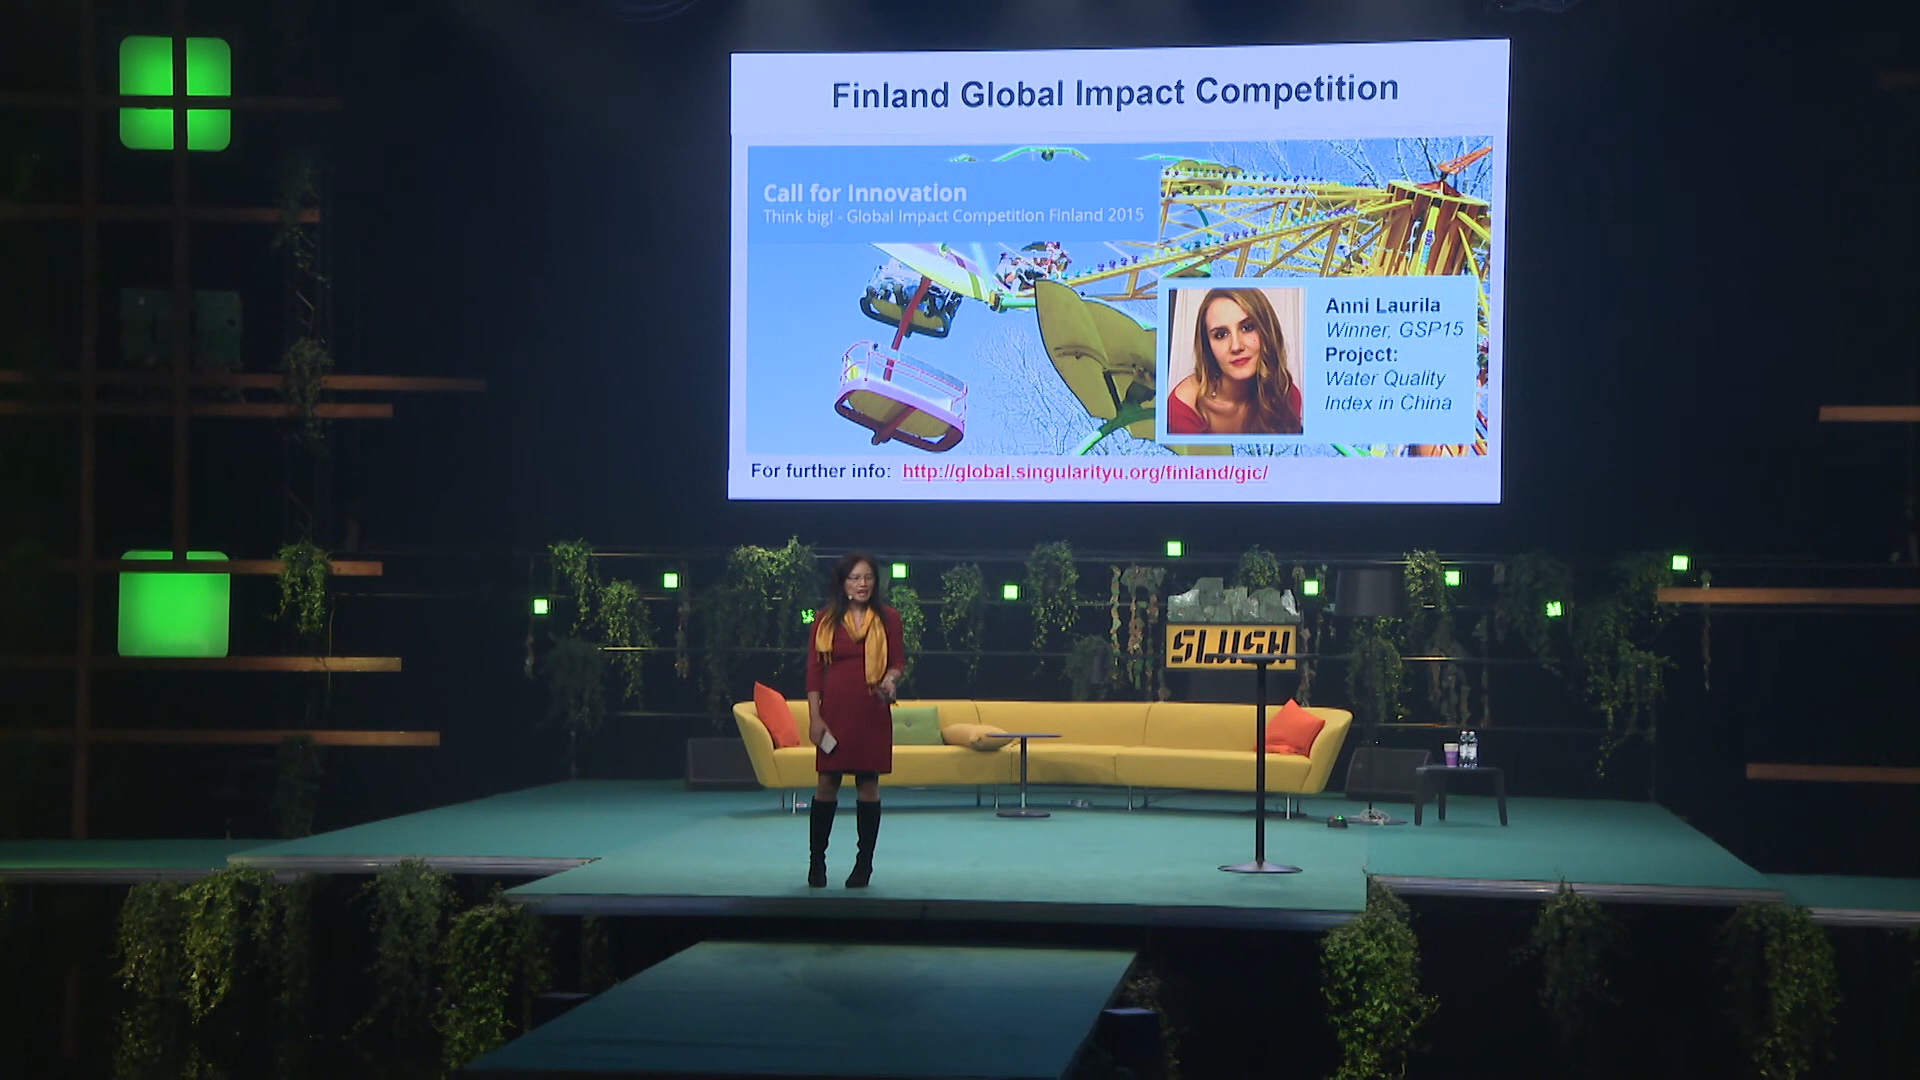 Finland Global Impact Competition
Call for Innovation
Think big! - Global Impact Competition Finland 2015
Anni Laurila
Winner, GSP15
Project:
Water Quality
Index in China
For further info: http://global.singularityu.org/finland/gic/
SLUSH